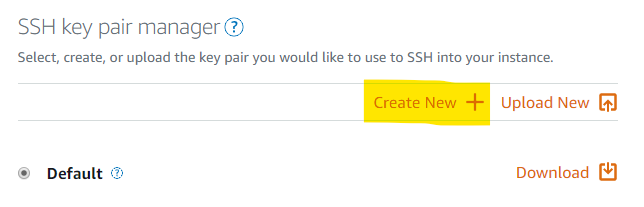 SSH key pair manager ?
Select, create, or upload the key pair you would like to use to SSH into your instance.
Create New + Upload New
Default ? Download